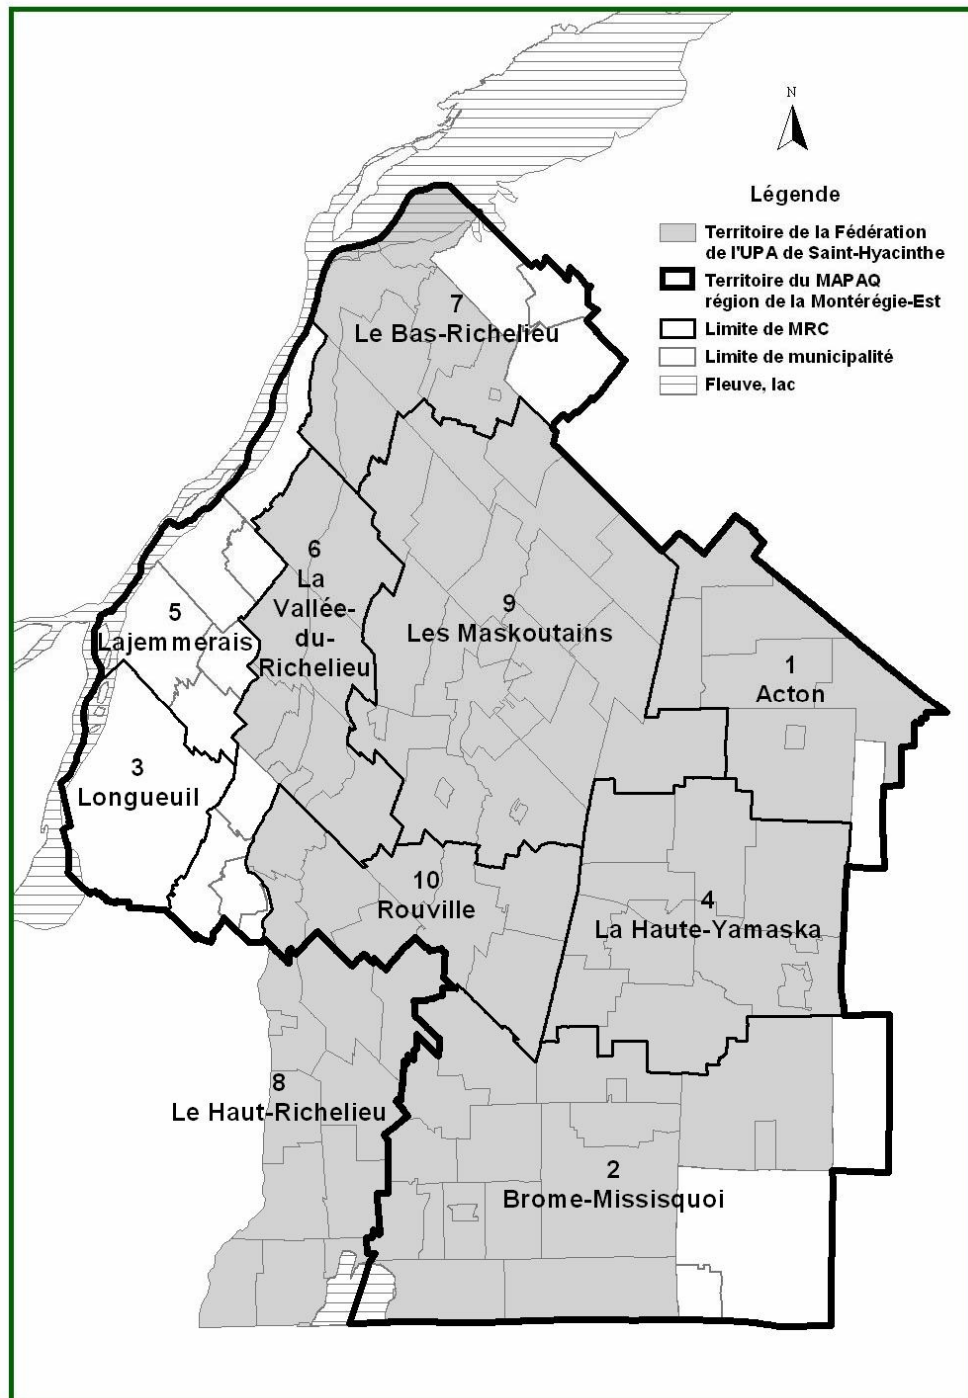 N
Légende
Territoire de la Fédération
de l'UPA de Saint-Hyacinthe
Territoire du MAPAQ
région de la Montérégie-Est
Limite de MRC
Limite de municipalité
Fleuve, lac
7
Le Bas-Richelieu
6
La
Vallée-
du-
Richelieu
9
Les Maskoutains
5
Lajemmerais
1
Acton
3
Longueuil
10
Rouville
4
La Haute-Yamaska
8
Le Haut-Richelieu
2
Brome-Missisquoi